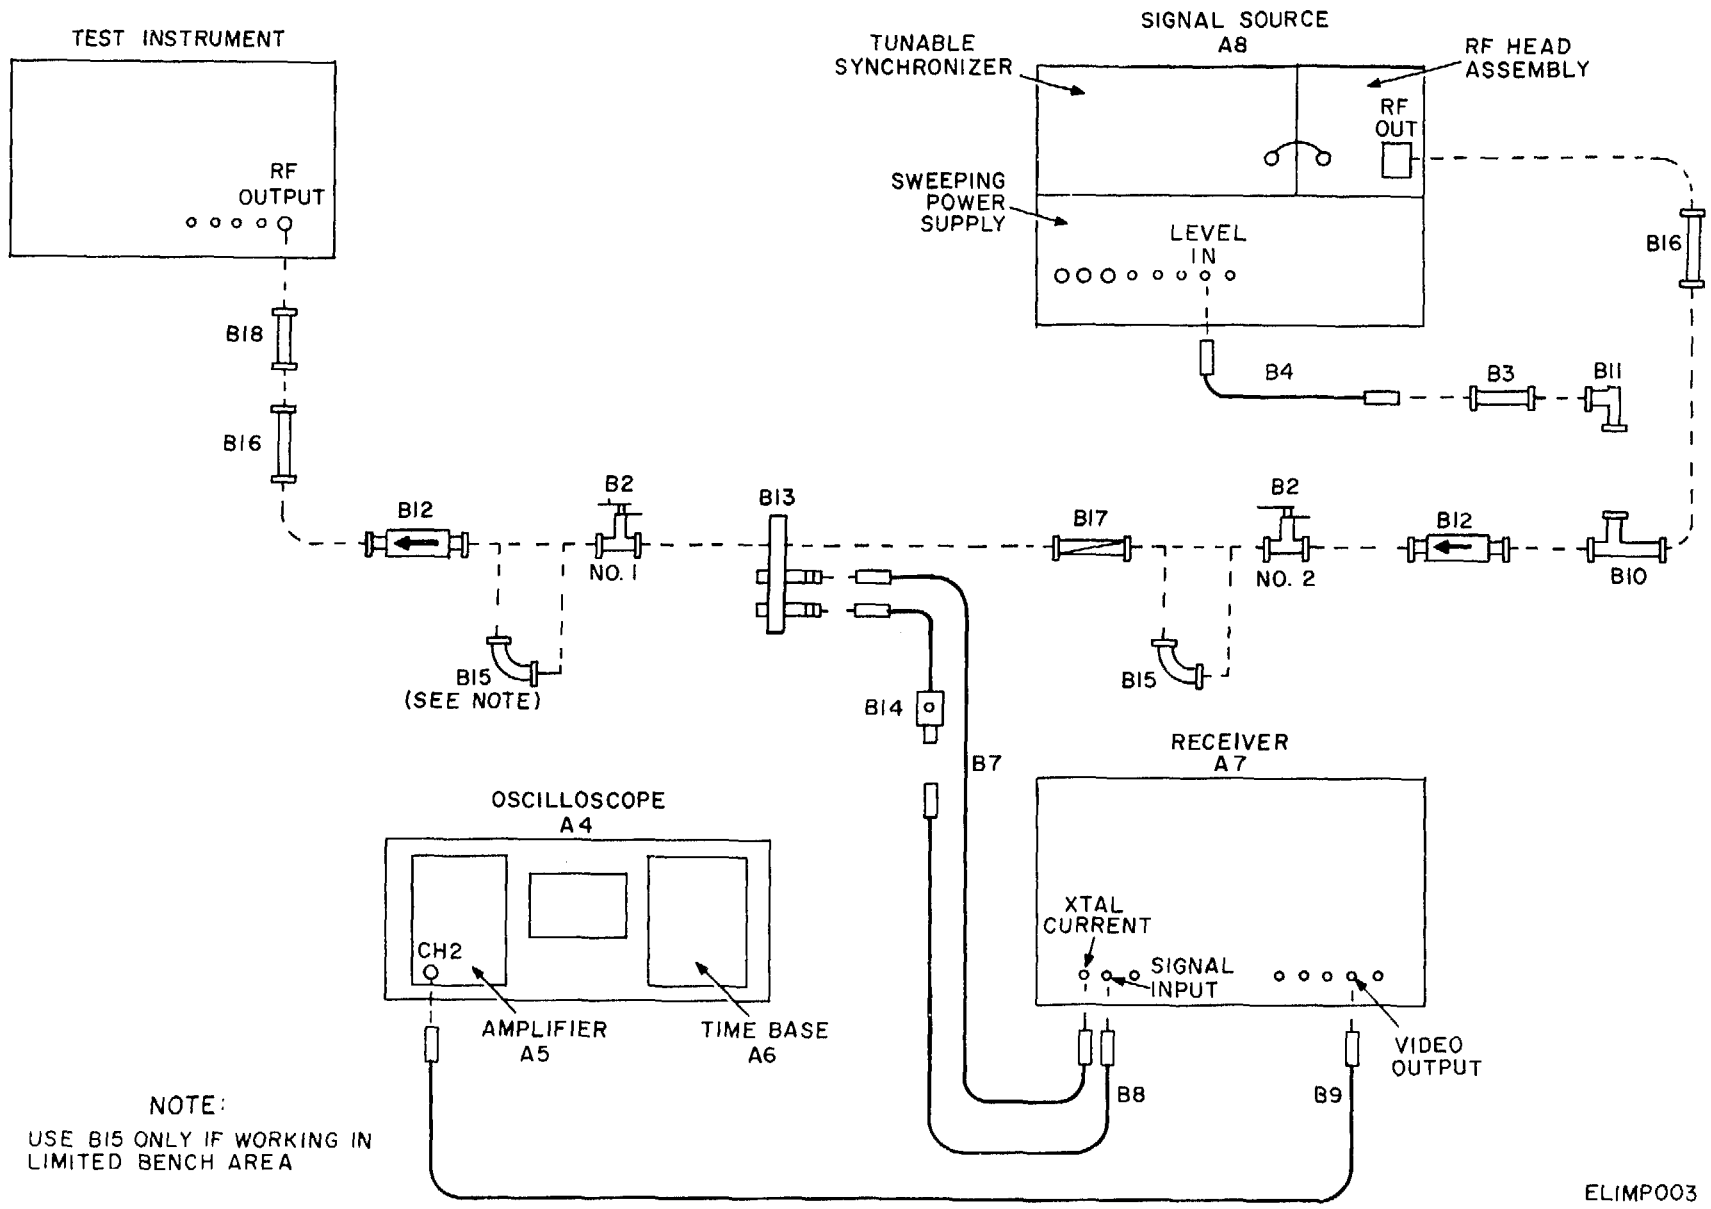 SIGNAL SOURCE
A8
TEST INSTRUMENT
TUNABLE
SYNCHRONIZER
RF HEAD
ASSEMBLY
RF
OUT
RF
OUTPUT
SWEEPING
POWER
SUPPLY
LEVEL
IN
B16
B18
B4
B3
B11
B16
B12
B2
NO. 1
B13
B17
B2
NO. 2
B12
B10
B15
(SEE NOTE)
B15
B14
B7
RECEIVER
A7
OSCILLOSCOPE
A4
XTAL
CURRENT
CH2
SIGNAL
INPUT
AMPLIFIER
A5
TIME BASE
A6
VIDEO
OUTPUT
B8
B9
NOTE:
USE B15 ONLY IF WORKING IN
LIMITED BENCH AREA
ELIMP003